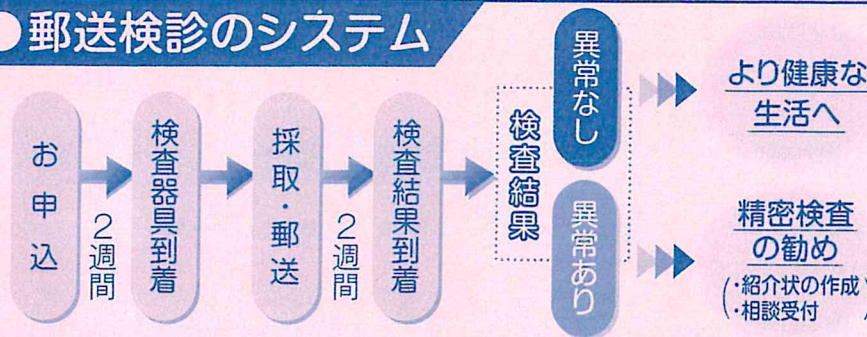 ●郵送検診のシステム
お申込
2週間
検査器具到着
採取・郵送
2週間
検査結果到着
検査結果
異常なし
より健康な
生活へ
異常あり
精密検査
の勧め
(・紹介状の作成
・相談受付)